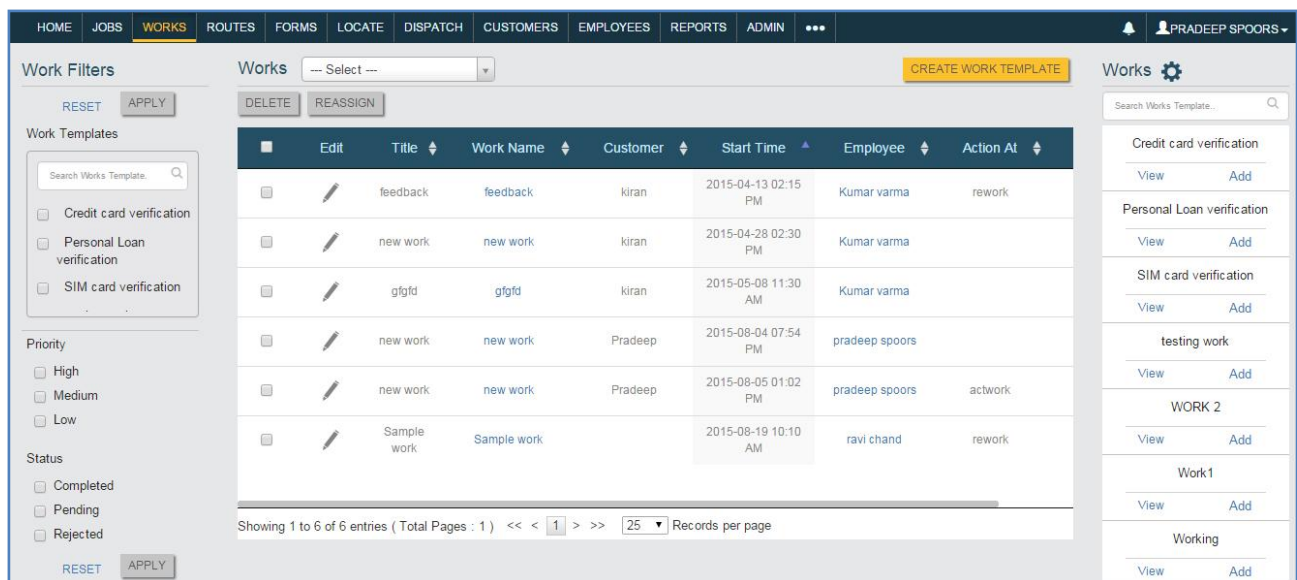 HOME JOBS WORKS ROUTES FORMS LOCATE DISPATCH CUSTOMERS EMPLOYEES REPORTS ADMIN ••• PRADEEP SPOORS
Work Filters
RESET APPLY
Work Templates
Search Works Template.
Credit card verification
Personal Loan
verification
SIM card verification
Priority
High
Medium
Low
Status
Completed
Pending
Rejected
RESET APPLY
Works --- Select --- CREATE WORK TEMPLATE
DELETE REASSIGN
Edit Title Work Name Customer Start Time Employee Action At
feedback feedback kiran 2015-04-13 02:15 PM Kumar varma rework
new work new work kiran 2015-04-28 02:30 PM Kumar varma
gfgfd gfgfd kiran 2015-05-08 11:30 AM Kumar varma
new work new work Pradeep 2015-08-04 07:54 PM pradeep spoors
new work new work Pradeep 2015-08-05 01:02 PM pradeep spoors actwork
Sample work Sample work 2015-08-19 10:10 AM ravi chand rework
Showing 1 to 6 of 6 entries ( Total Pages : 1 ) << < 1 > >> 25 Records per page
Works
Search Works Template..
Credit card verification
View Add
Personal Loan verification
View Add
SIM card verification
View Add
testing work
View Add
WORK 2
View Add
Work1
View Add
Working
View Add